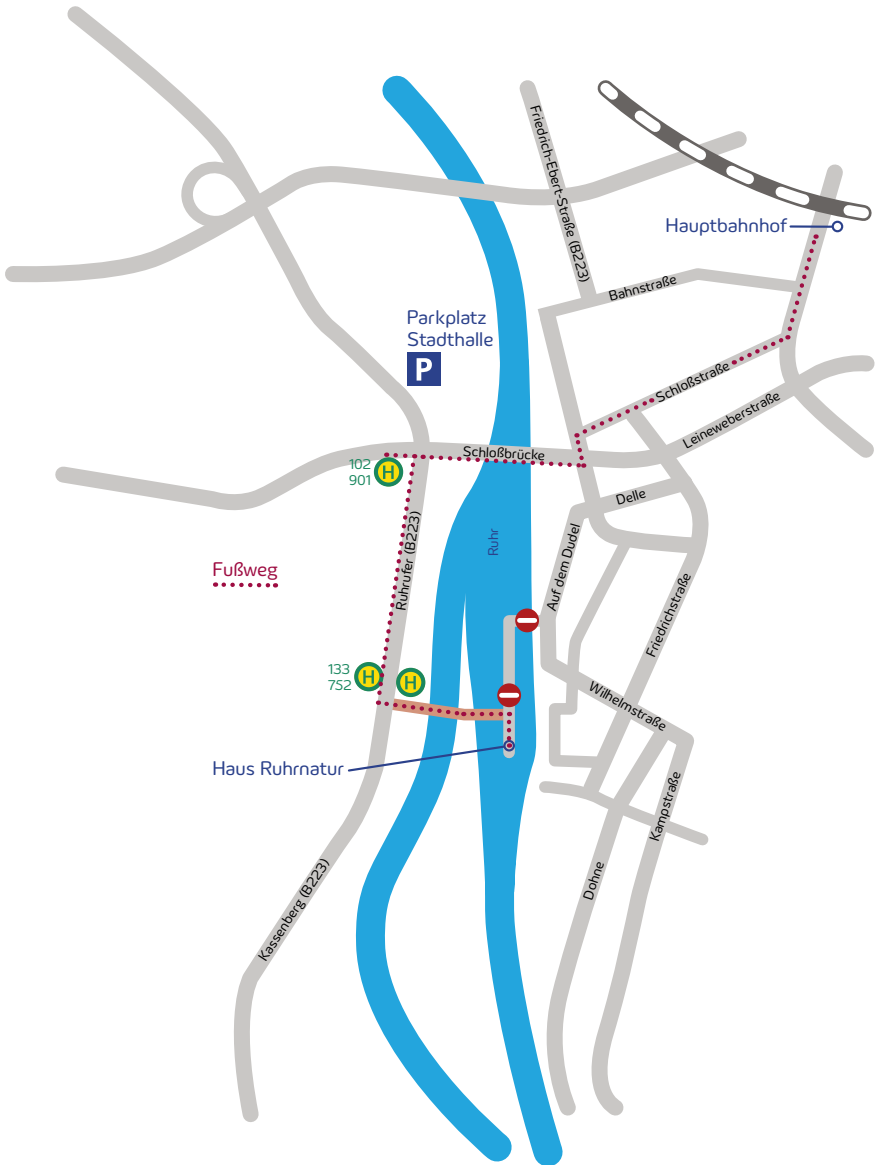 Friedrich-Ebert-Straße (B223)
Hauptbahnhof
Bahnstraße
Parkplatz
Stadthalle
P
Schloßstraße
Leineweberstraße
Schloßbrücke
102
901
H
Delle
Ruhr
Auf dem Dudel
Ruhrufer (B223)
Fußweg
Friedrichstraße
133
752
H
H
Wilhelmstraße
Haus Ruhrnatur
Kampstraße
Dohne
Kassenberg (B223)